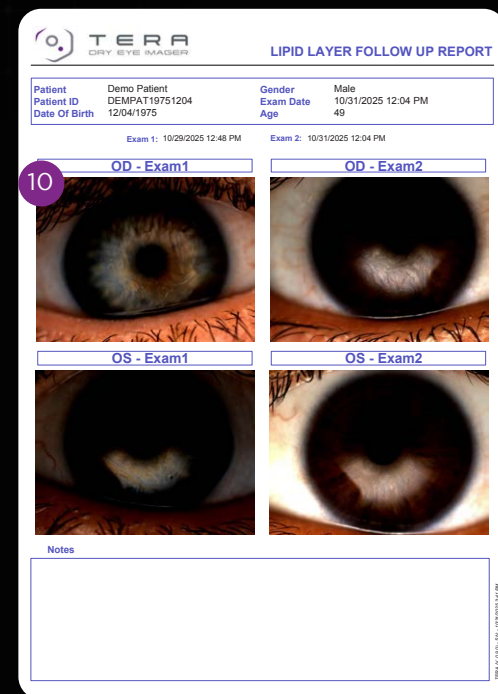 TERA
DRY EYE IMAGER
LIPID LAYER FOLLOW UP REPORT
Patient Demo Patient Gender Male
Patient ID DEMPAT19751204 Exam Date 10/31/2025 12:04 PM
Date Of Birth 12/04/1975 Age 49
Exam 1: 10/29/2025 12:48 PM Exam 2: 10/31/2025 12:04 PM
10
OD - Exam1 OD - Exam2
OS - Exam1 OS - Exam2
Notes